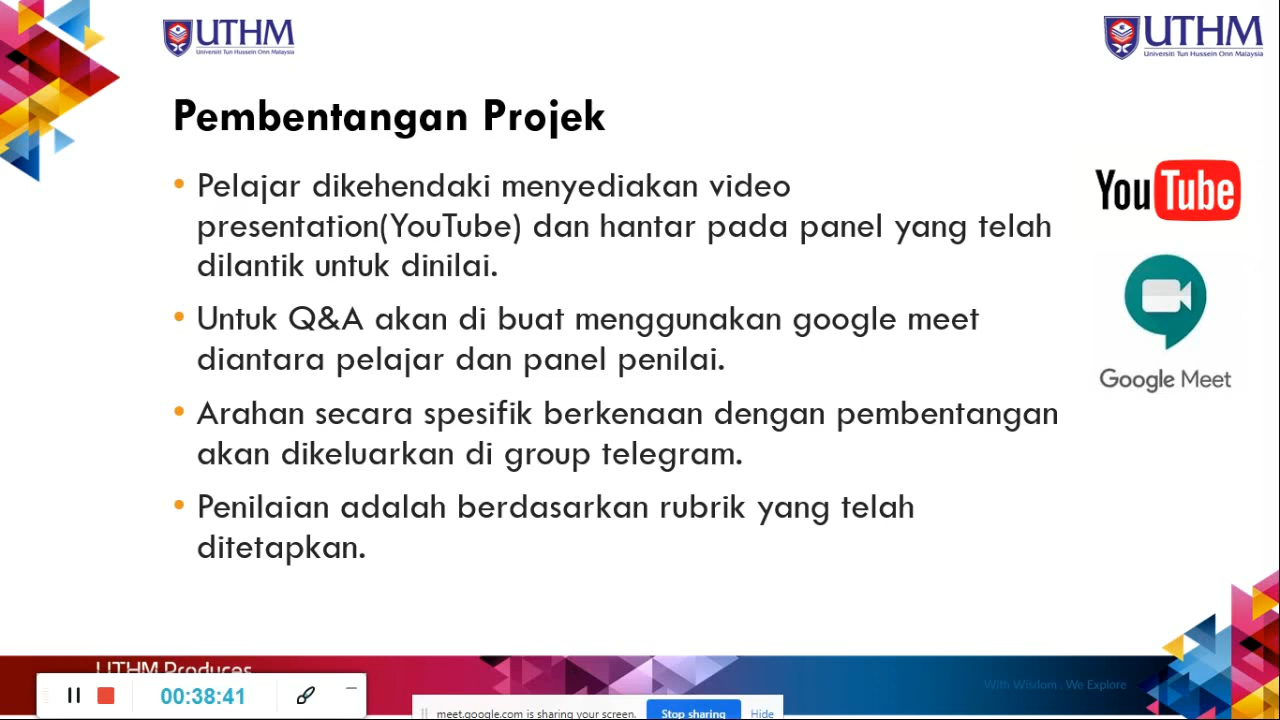 UTHM
Universiti Tun Hussein Onn Malaysia
UTHM
Universiti Tun Hussein Onn Malaysia
Pembentangan Projek
• Pelajar dikehendaki menyediakan video
presentation(YouTube) dan hantar pada panel yang telah
dilantik untuk dinilai.
• Untuk Q&A akan di buat menggunakan google meet
diantara pelajar dan panel penilai.
• Arahan secara spesifik berkenaan dengan pembentangan
akan dikeluarkan di group telegram.
• Penilaian adalah berdasarkan rubrik yang telah
ditetapkan.
YouTube
Google Meet
UTHM Produces
With Wisdom . We Explore
00:38:41
meet.google.com is sharing your screen.
Stop sharing
Hide